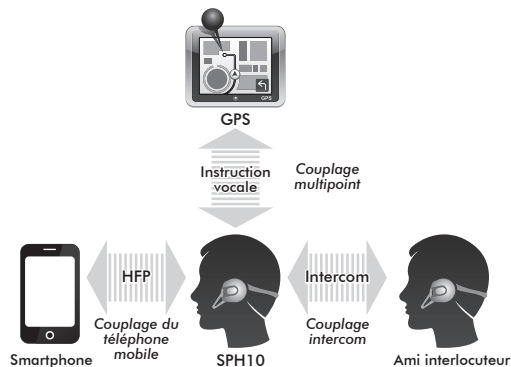 GPS
GPS
Instruction
vocale
Couplage
multipoint
HFP
Intercom
Couplage du
téléphone
mobile
Couplage
intercom
Smartphone
SPH10
Ami interlocuteur